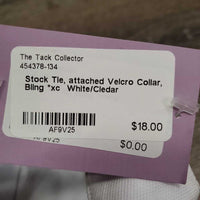 The Tack Collector
454378-134
Stock Tie, attached Velcro Collar,
Bling *xc White/Cledar
AF9V25
$18.00
AF9V25
$0.00